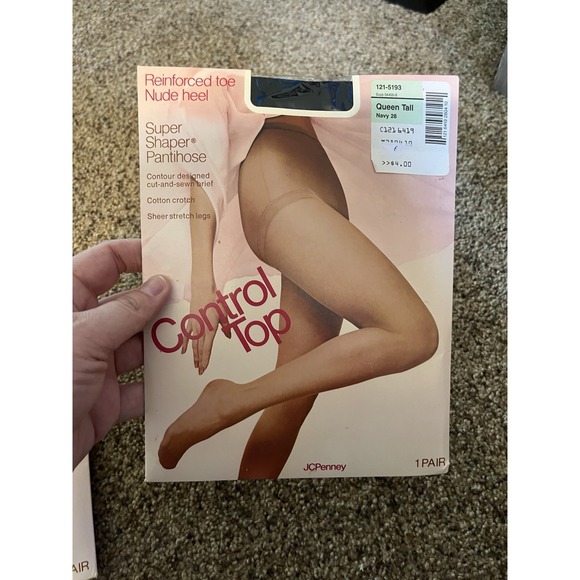 Reinforced toe
Nude heel
Super
Shaper®
Pantihose
Contour designed
cut-and-sewn brief
Cotton crotch
Sheer stretch legs
121-5193
Queen Tall
Navy 28
C1216419
>>$4.00
Control
Top
JCPenney
1 PAIR
AIR